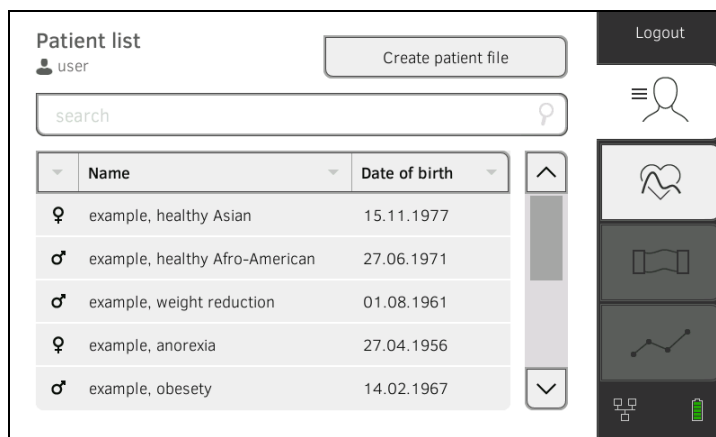 Patient list
user
Create patient file
Logout
search
Name Date of birth
example, healthy Asian 15.11.1977
example, healthy Afro-American 27.06.1971
example, weight reduction 01.08.1961
example, anorexia 27.04.1956
example, obesety 14.02.1967